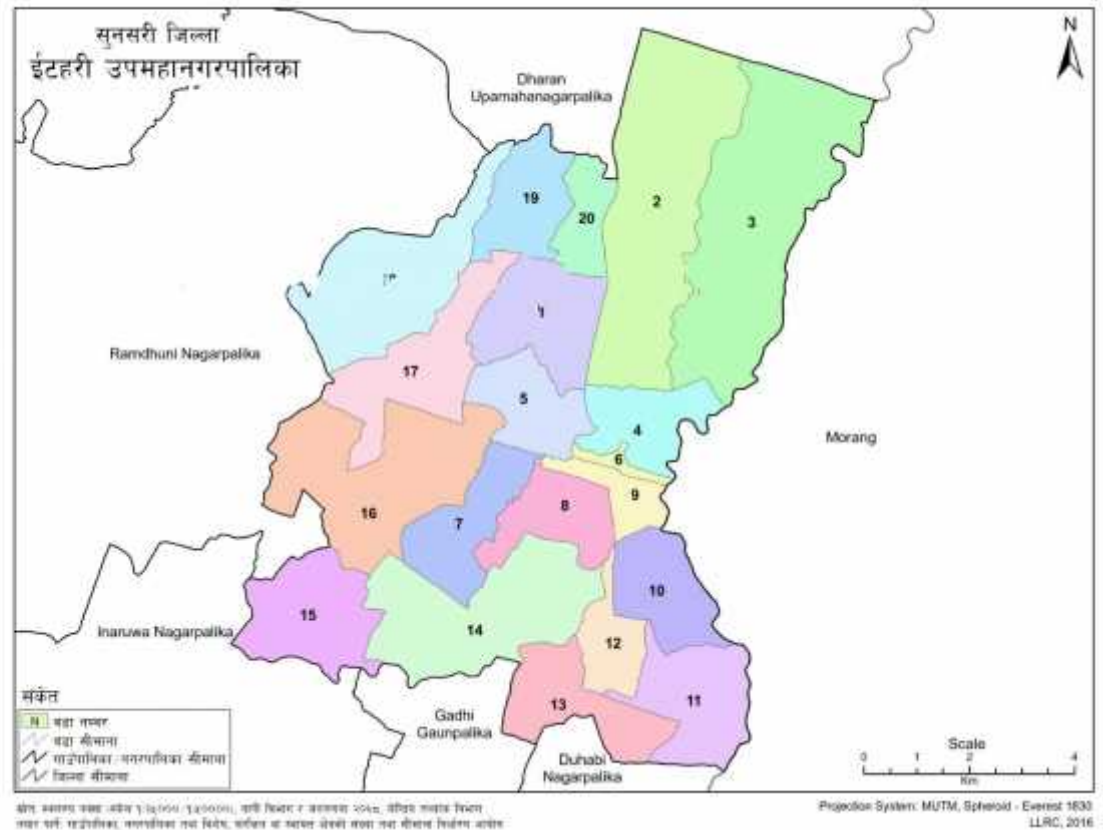 सुनसरी जिल्ला
ईटहरी उपमहानगरपालिका
N
Dharan
Upamahanagarpalika
19
20
2
3
1
Ramdhuni Nagarpalika
17
5
4
Morang
6
9
16
7
8
10
15
14
12
Inaruwa Nagarpalika
11
13
Gadhi
Gaunpalika
Duhabi
Nagarpalika
संकेत
N वडा नम्बर
वडा सीमाना
गाउँपालिका/नगरपालिका सीमाना
जिल्ला सीमाना
Scale
0 2 4
Km
Projection System: MUTM, Spheroid - Everest 1830
LLRC, 2016